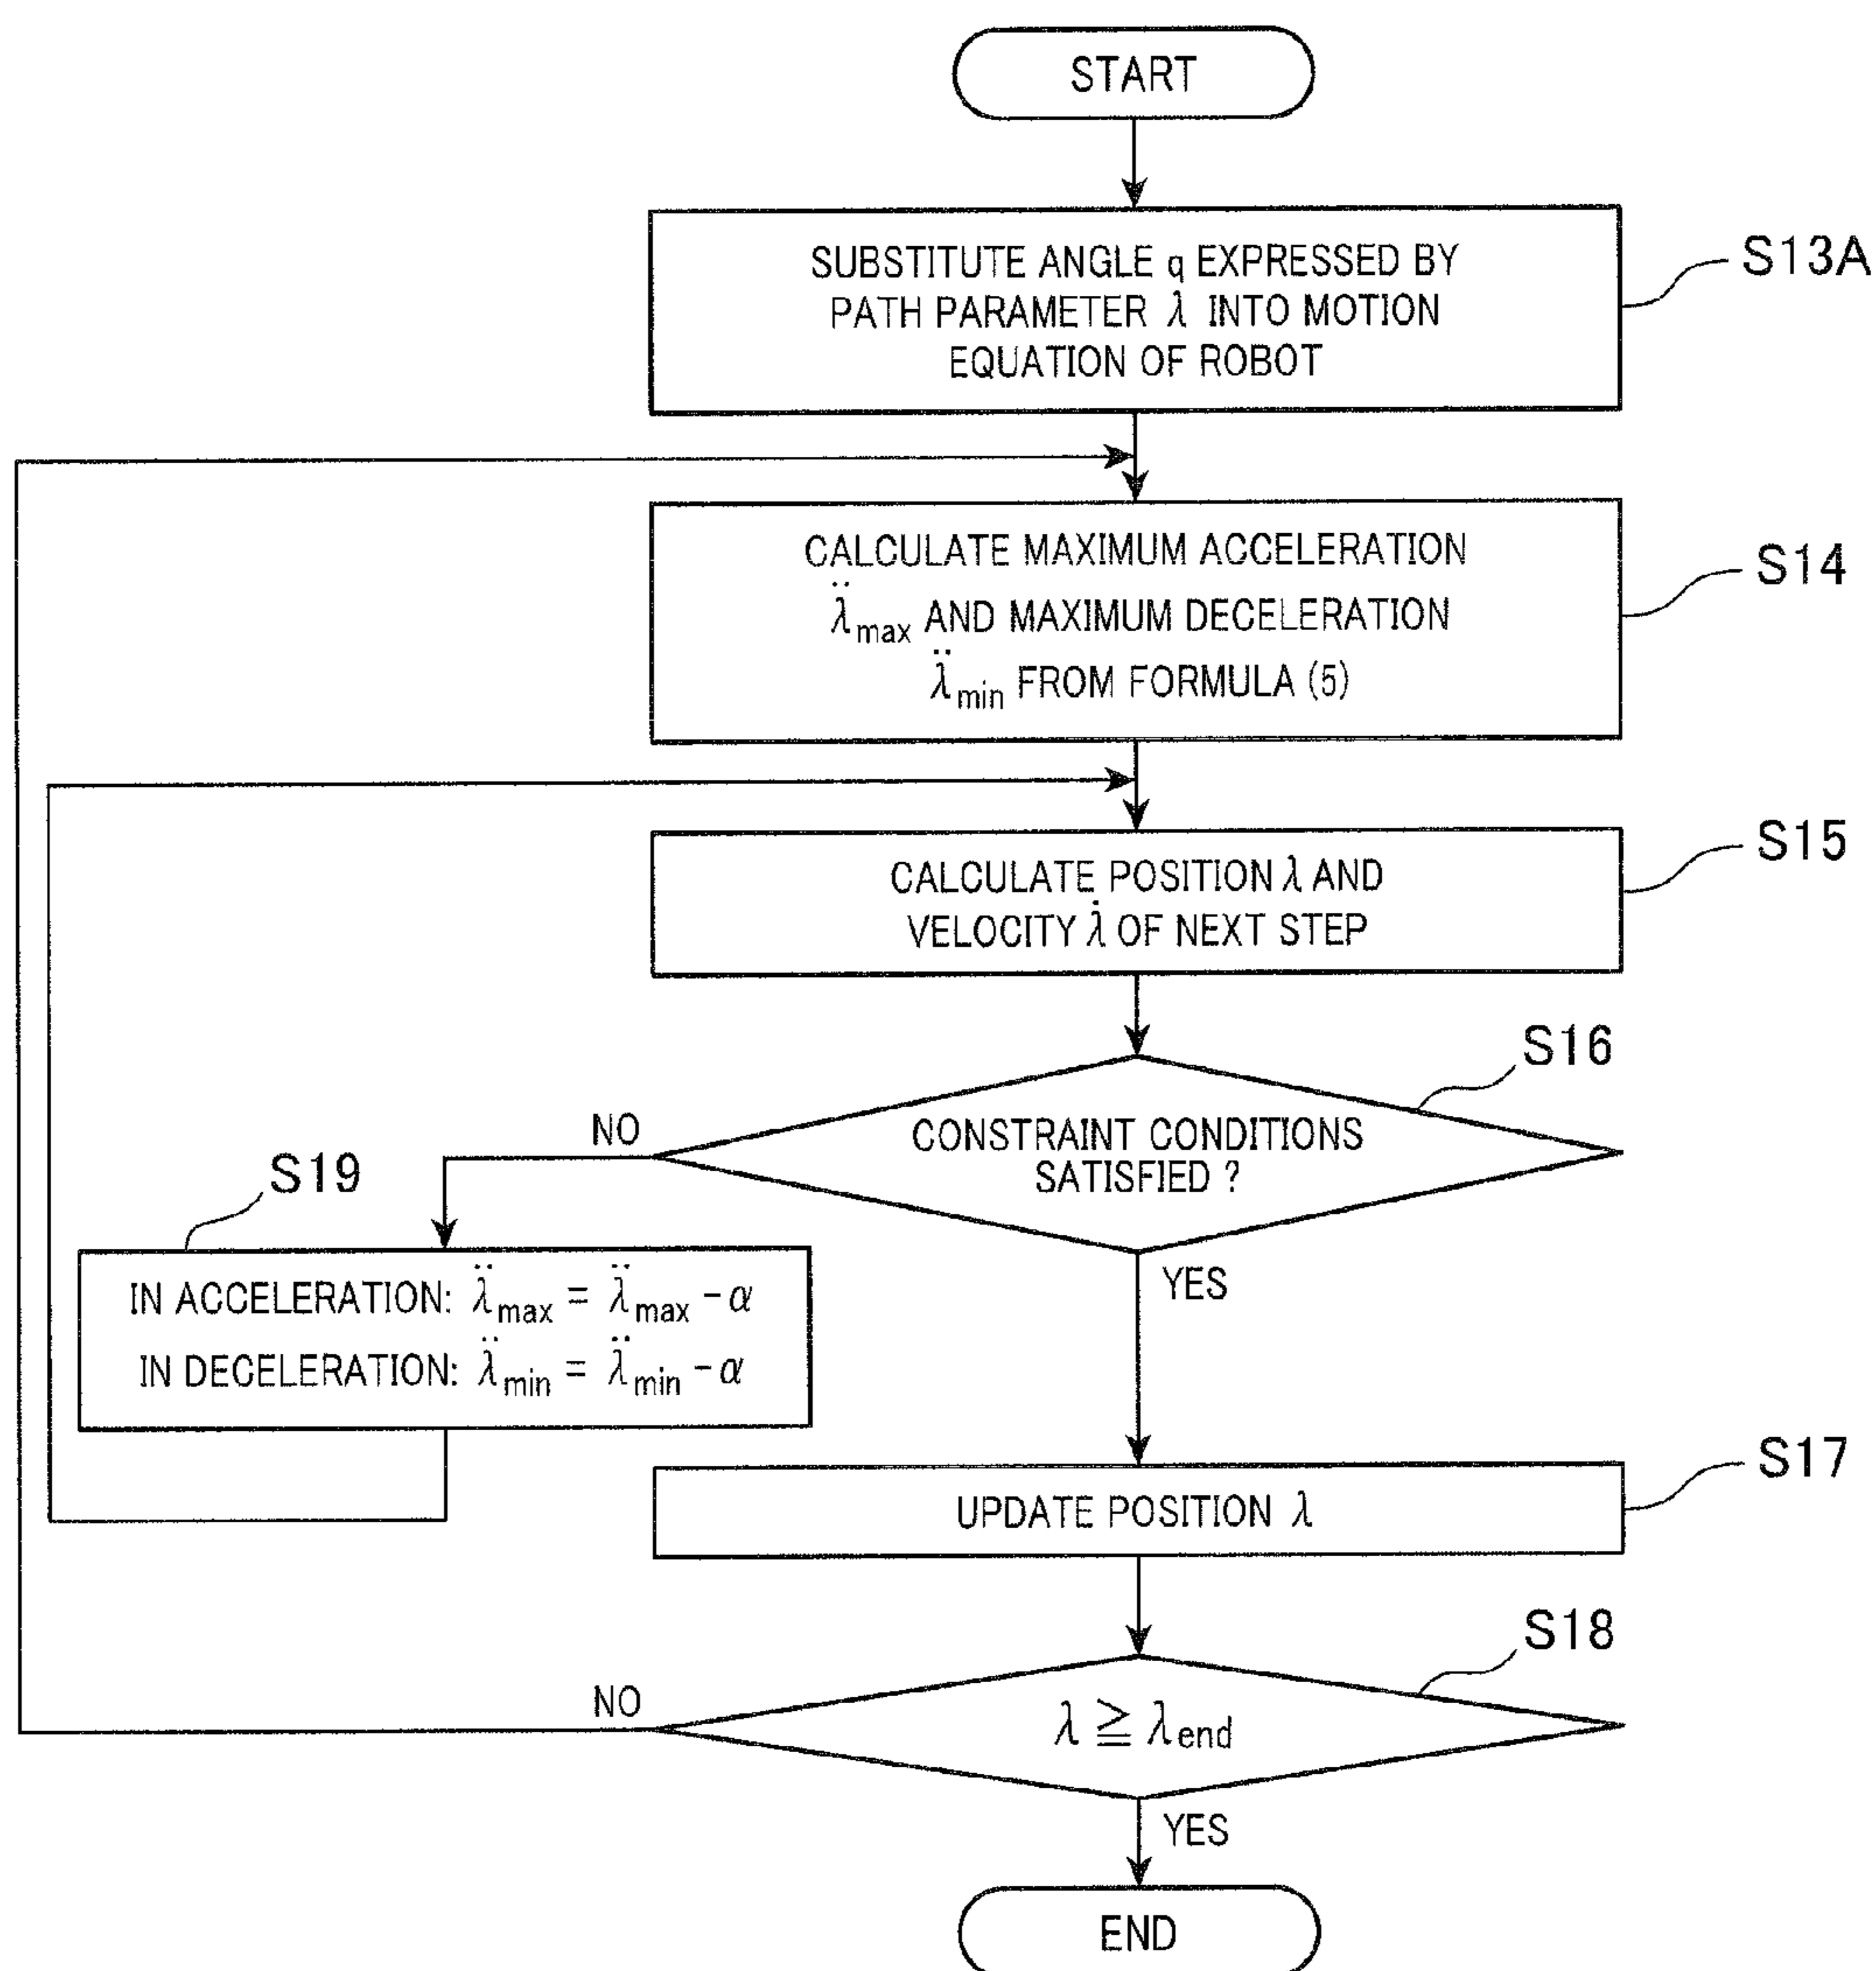 START
SUBSTITUTE ANGLE q EXPRESSED BY
PATH PARAMETER λ INTO MOTION
EQUATION OF ROBOT
S13A
CALCULATE MAXIMUM ACCELERATION
λ̈max AND MAXIMUM DECELERATION
λ̈min FROM FORMULA (5)
S14
CALCULATE POSITION λ AND
VELOCITY λ̇ OF NEXT STEP
S15
CONSTRAINT CONDITIONS
SATISFIED ?
S16
NO
YES
S19
IN ACCELERATION: λ̈max = λ̈max - α
IN DECELERATION: λ̈min = λ̈min - α
UPDATE POSITION λ
S17
λ ≧ λend
S18
NO
YES
END